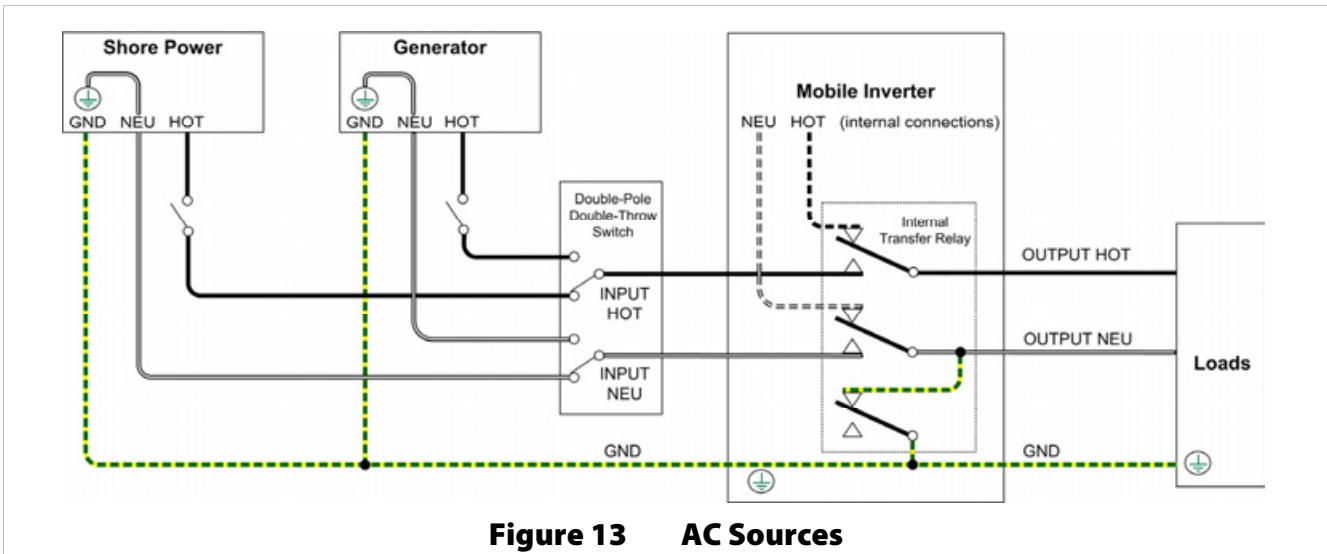 Shore Power
GND NEU HOT
Generator
GND NEU HOT
Double-Pole
Double-Throw
Switch
INPUT
HOT
INPUT
NEU
Mobile Inverter
NEU HOT (internal connections)
Internal
Transfer Relay
OUTPUT HOT
OUTPUT NEU
Loads
GND
GND
Figure 13 AC Sources